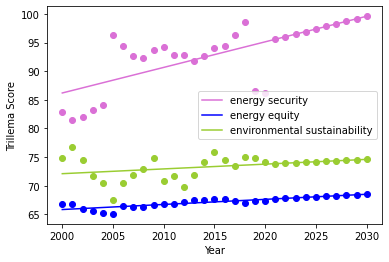 100
95
90
85
80
75
70
65
Trillema Score
energy security
energy equity
environmental sustainability
2000 2005 2010 2015 2020 2025 2030
Year